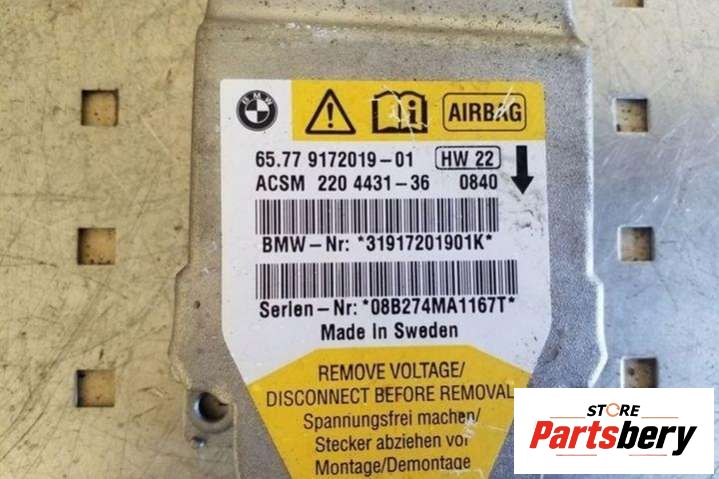 BMW
AIRBAG
65.77 9172019-01 HW 22
ACSM 220 4431-36 0840
BMW-Nr: *31917201901K*
Serien-Nr: *08B274MA1167T*
Made in Sweden
REMOVE VOLTAGE/
DISCONNECT BEFORE REMOVAL
Spannungsfrei machen/
Stecker abziehen vor
Montage/Demontage
STORE
Partsbery